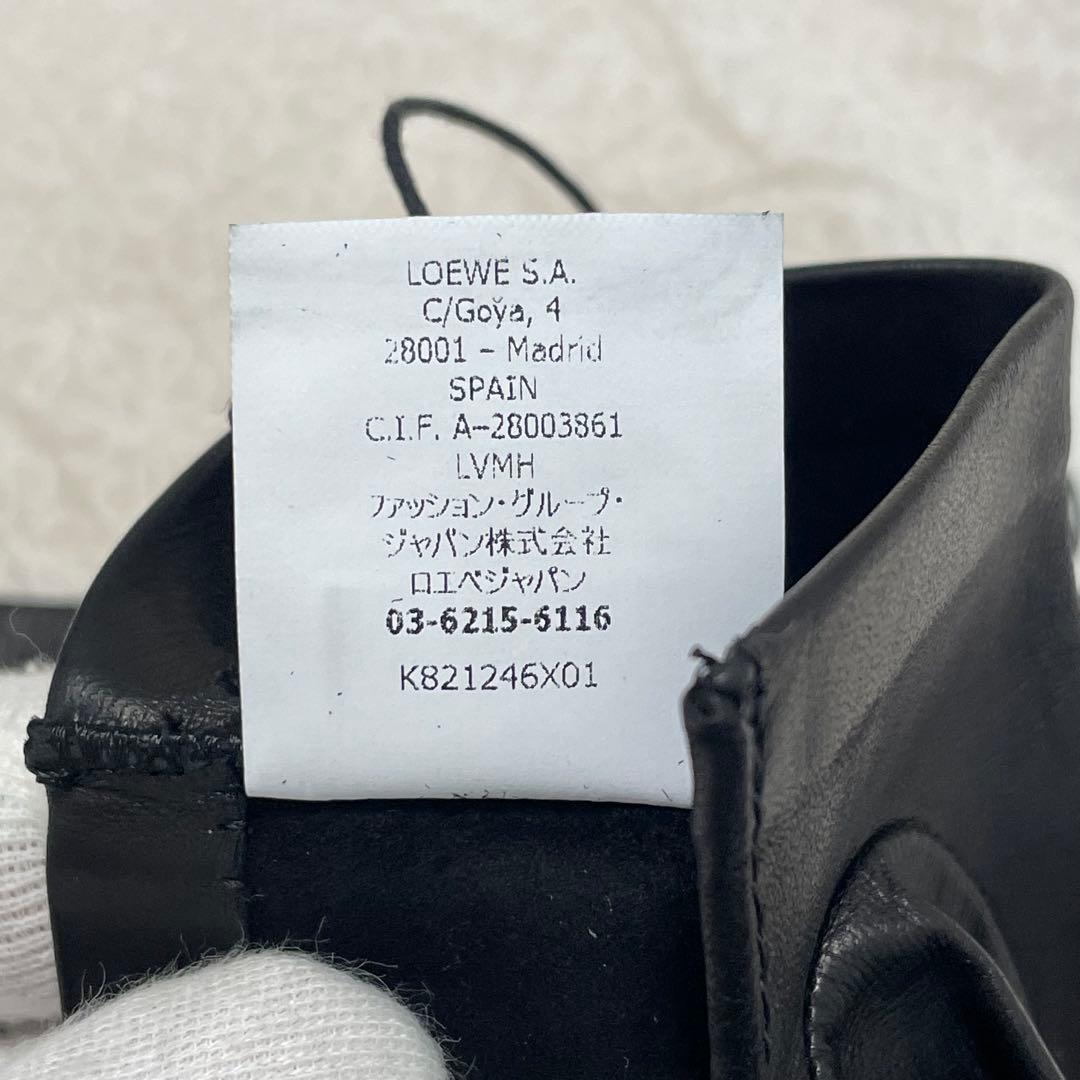 LOEWE S.A.
C/Goỹa, 4
28001 - Madrid
SPAIN
C.I.F. A-28003861
LVMH
ファッション・グループ・
ジャパン株式会社
ロエベジャパン
03-6215-6116
K821246X01